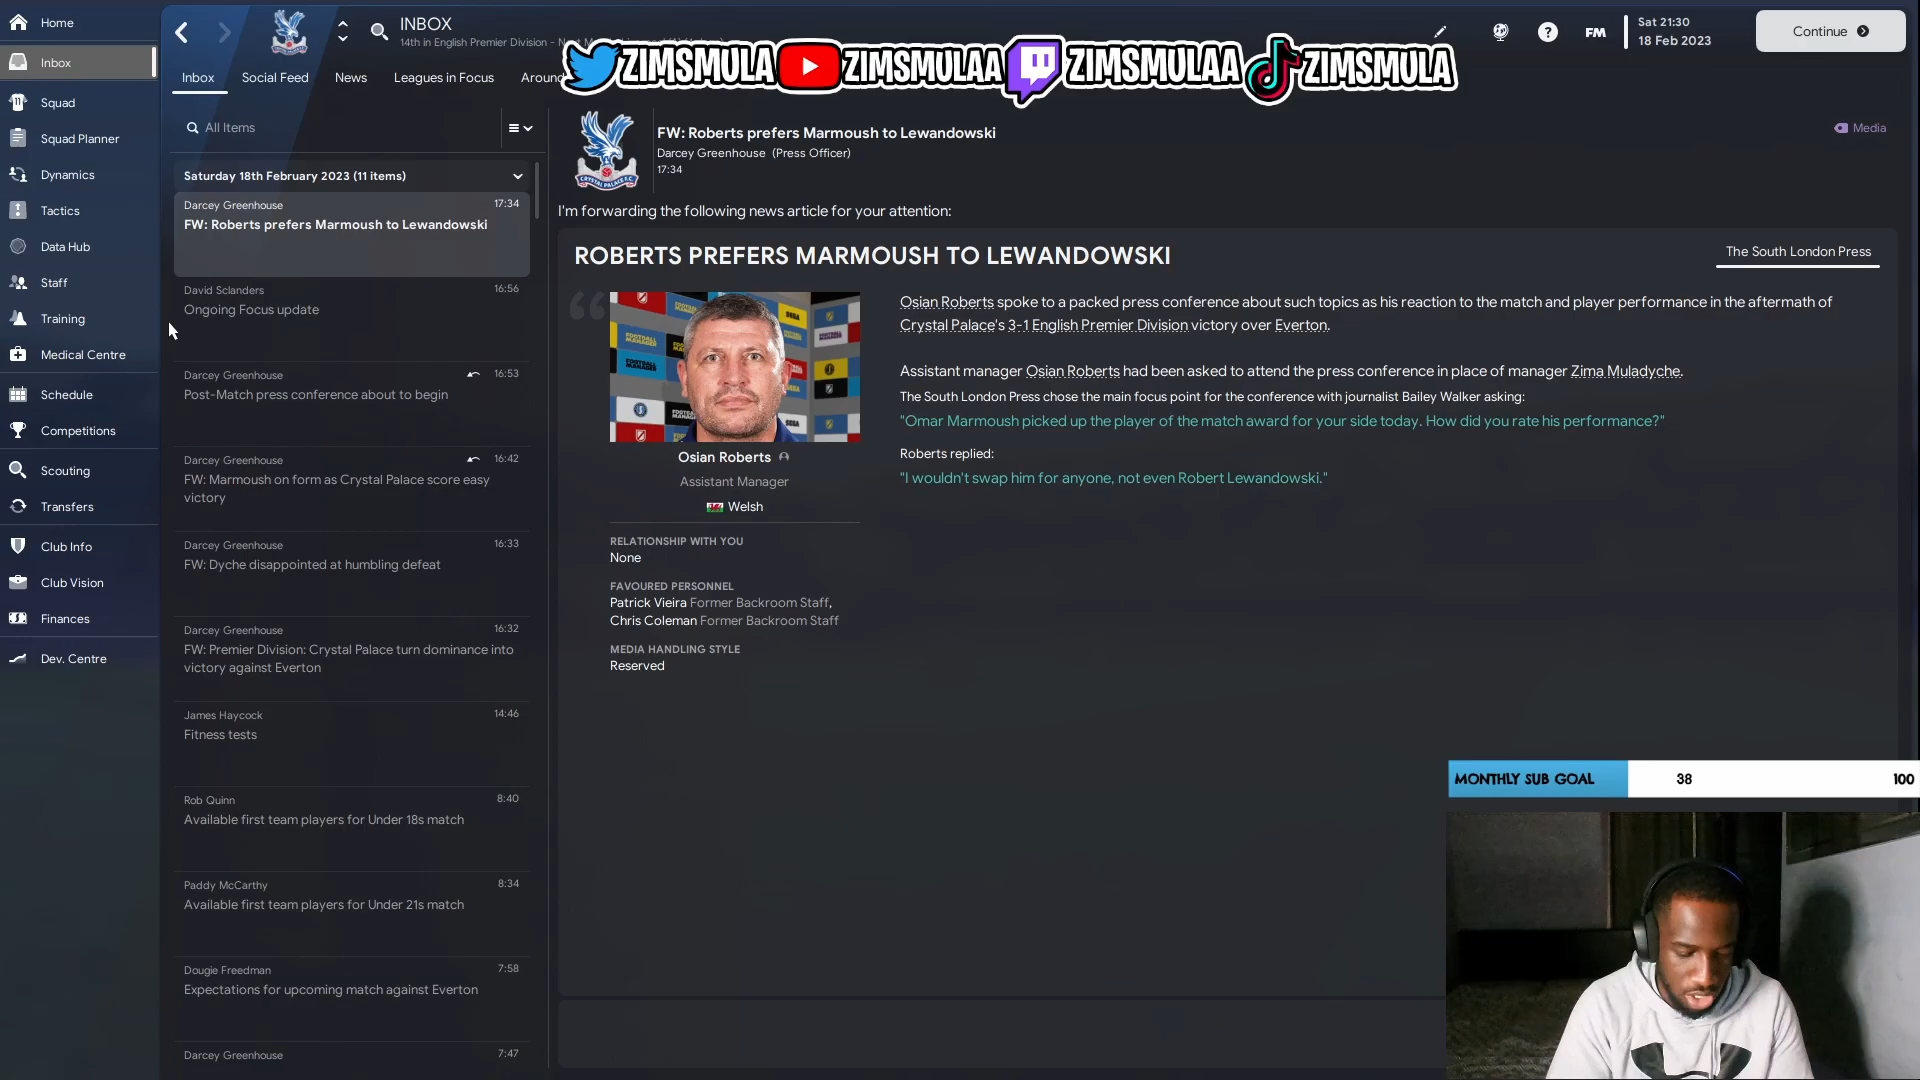 Home
Inbox
Squad
Squad Planner
Dynamics
Tactics
Data Hub
Staff
Training
Medical Centre
Schedule
Competitions
Scouting
Transfers
Club Info
Club Vision
Finances
Dev. Centre
INBOX
14th in English Premier Division -
ZIMSMULA
ZIMSMULAA
ZIMSMULAA
ZIMSMULA
FM
Sat 21:30
18 Feb 2023
Continue
Inbox
Social Feed
News
Leagues in Focus
All Items
Saturday 18th February 2023 (11 items)
Darcey Greenhouse 17:34
FW: Roberts prefers Marmoush to Lewandowski
David Sclanders 16:56
Ongoing Focus update
Darcey Greenhouse 16:53
Post-Match press conference about to begin
Darcey Greenhouse 16:42
FW: Marmoush on form as Crystal Palace score easy
victory
Darcey Greenhouse 16:33
FW: Dyche disappointed at humbling defeat
Darcey Greenhouse 16:32
FW: Premier Division: Crystal Palace turn dominance into
victory against Everton
James Haycock 14:46
Fitness tests
Rob Quinn 8:40
Available first team players for Under 18s match
Paddy McCarthy 8:34
Available first team players for Under 21s match
Dougie Freedman 7:58
Expectations for upcoming match against Everton
Darcey Greenhouse 7:47
CRYSTAL PALACE F.C.
FW: Roberts prefers Marmoush to Lewandowski
Darcey Greenhouse (Press Officer)
17:34
Media
I'm forwarding the following news article for your attention:
ROBERTS PREFERS MARMOUSH TO LEWANDOWSKI
The South London Press
Osian Roberts
Assistant Manager
Welsh
RELATIONSHIP WITH YOU
None
FAVOURED PERSONNEL
Patrick Vieira Former Backroom Staff,
Chris Coleman Former Backroom Staff
MEDIA HANDLING STYLE
Reserved
Osian Roberts spoke to a packed press conference about such topics as his reaction to the match and player performance in the aftermath of
Crystal Palace's 3-1 English Premier Division victory over Everton.
Assistant manager Osian Roberts had been asked to attend the press conference in place of manager Zima Muladyche.
The South London Press chose the main focus point for the conference with journalist Bailey Walker asking:
"Omar Marmoush picked up the player of the match award for your side today. How did you rate his performance?"
Roberts replied:
"I wouldn't swap him for anyone, not even Robert Lewandowski."
MONTHLY SUB GOAL 38 100